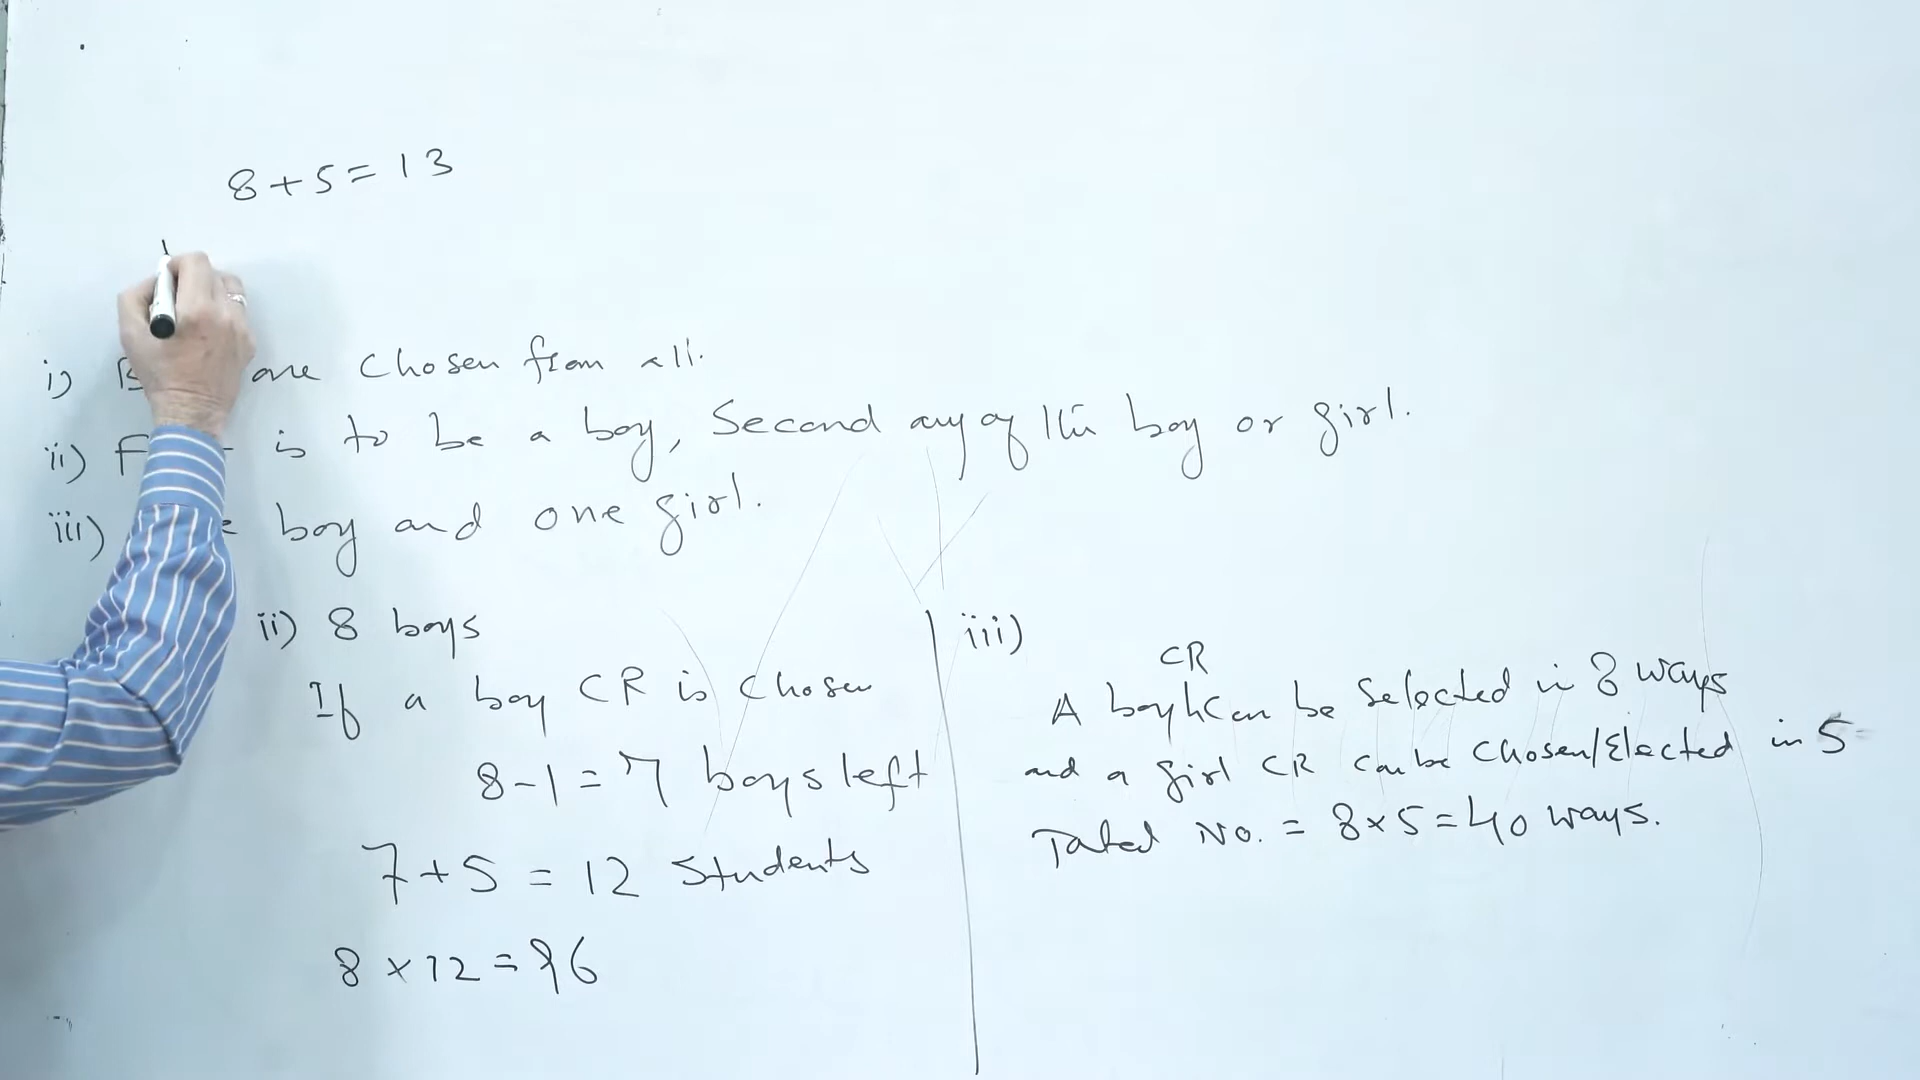 8+5=13
i) are chosen from all.
ii) F is to be a boy, Second any of boy or girl.
iii) boy and one girl.
ii) 8 boys
If a boy CR is chosen
8-1=7 boys left
7+5=12 Students
8×12=96
iii)
CR
A boy can be Selected in 8 ways
and a girl CR can be chosen/Elected in 5
No. = 8×5=40 ways.